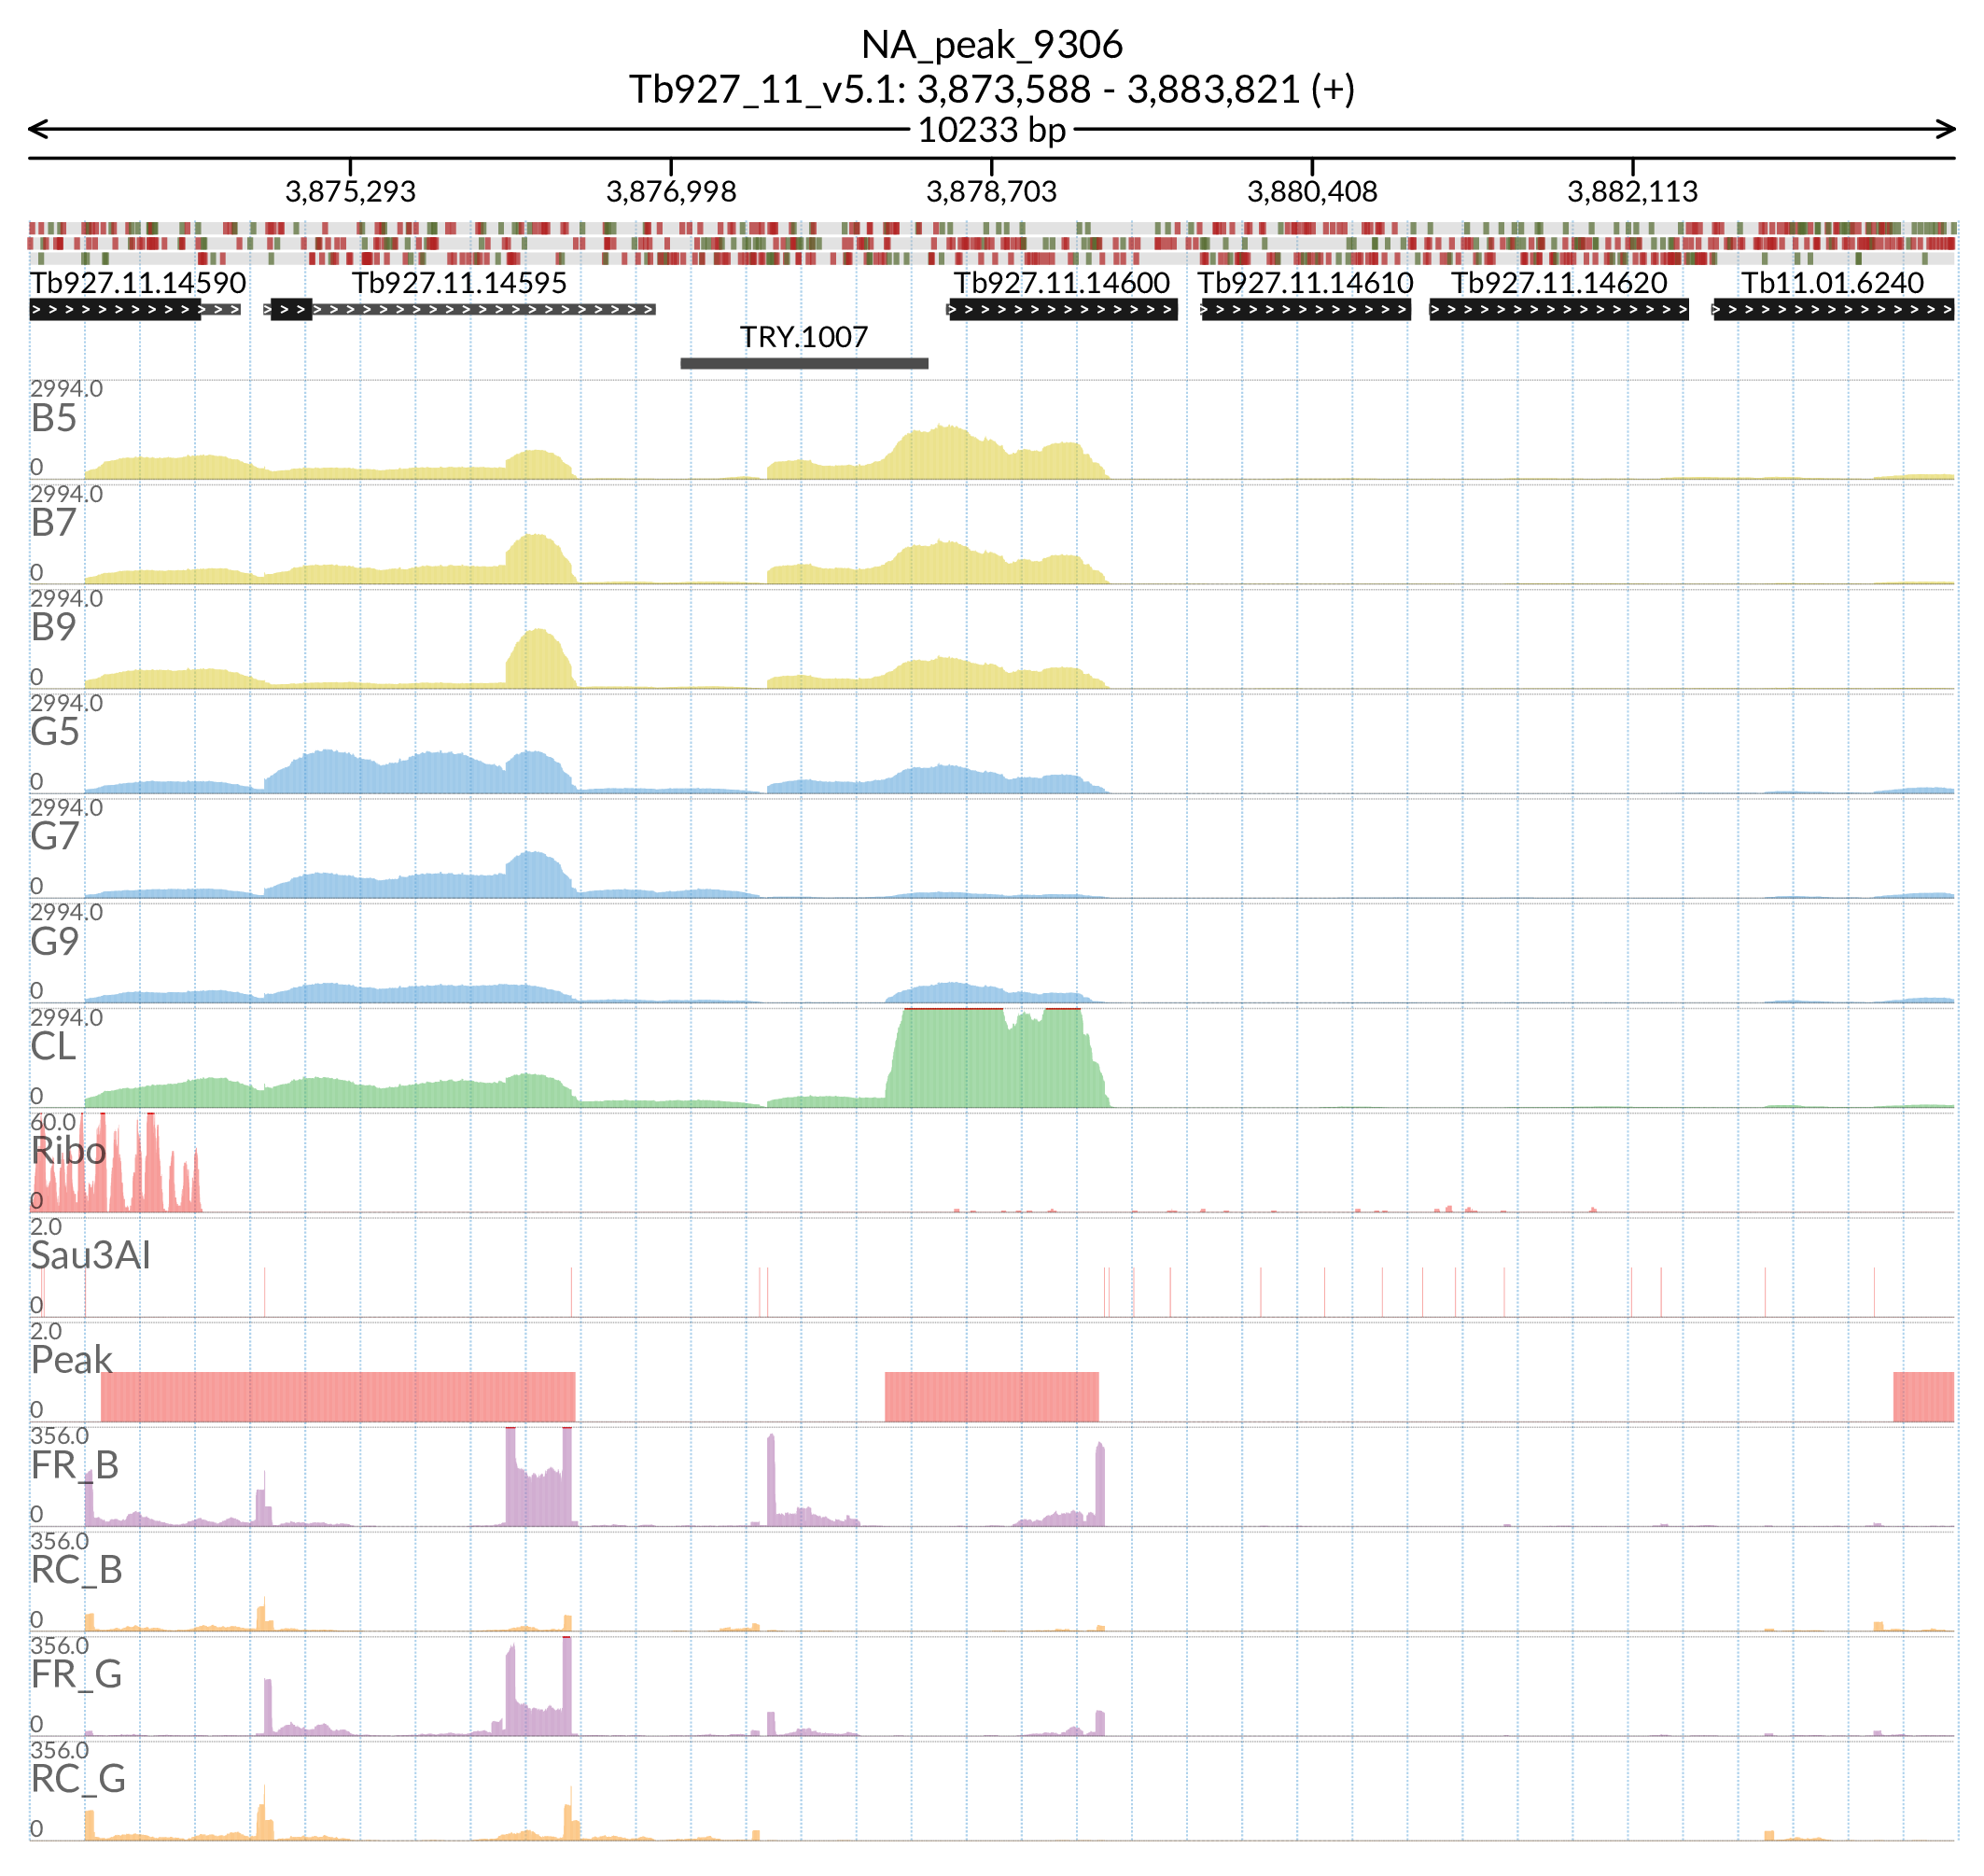 NA_peak_9306
Tb927_11_v5.1: 3,873,588 - 3,883,821 (+)
10233 bp
3,875,293 3,876,998 3,878,703 3,880,408 3,882,113
Tb927.11.14590 Tb927.11.14595 Tb927.11.14600 Tb927.11.14610 Tb927.11.14620 Tb11.01.6240
TRY.1007
2994.0
B5
0
2994.0
B7
0
2994.0
B9
0
2994.0
G5
0
2994.0
G7
0
2994.0
G9
0
2994.0
CL
0
60.0
Ribo
0
2.0
Sau3AI
0
2.0
Peak
0
356.0
FR_B
0
356.0
RC_B
0
356.0
FR_G
0
356.0
RC_G
0